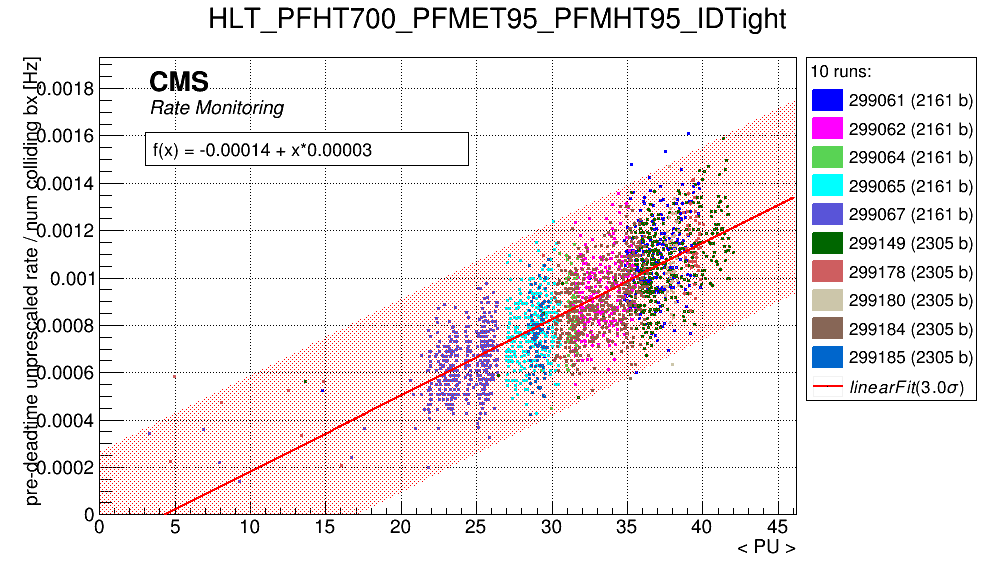 HLT_PFHT700_PFMET95_PFMHT95_IDTight
pre-deadtime unprescaled rate / num colliding bx [Hz]
CMS
Rate Monitoring
f(x) = -0.00014 + x*0.00003
0.0018
0.0016
0.0014
0.0012
0.001
0.0008
0.0006
0.0004
0.0002
0
0 5 10 15 20 25 30 35 40 45
< PU >
10 runs:
299061 (2161 b)
299062 (2161 b)
299064 (2161 b)
299065 (2161 b)
299067 (2161 b)
299149 (2305 b)
299178 (2305 b)
299180 (2305 b)
299184 (2305 b)
299185 (2305 b)
linearFit(3.0σ)